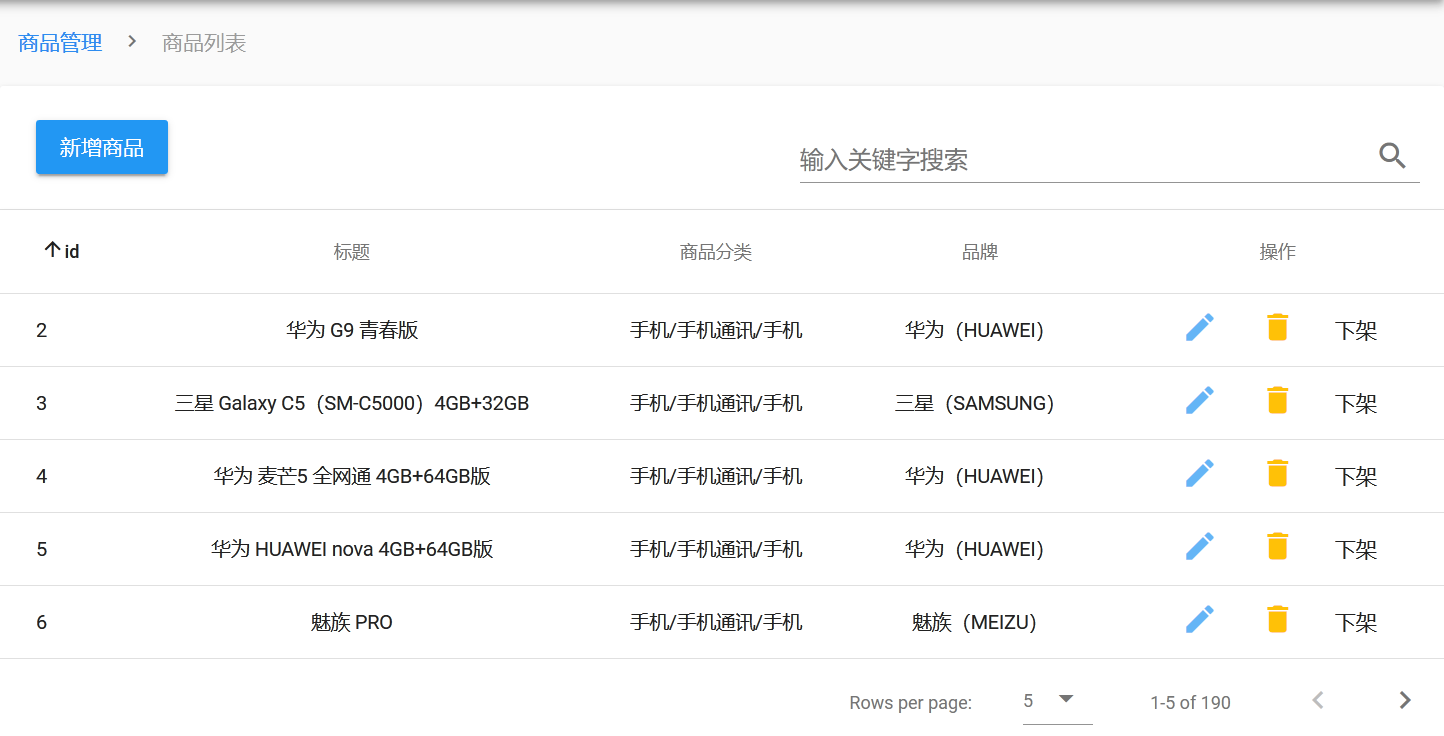 商品管理 > 商品列表
新增商品
输入关键字搜索
id 标题 商品分类 品牌 操作
2 华为 G9 青春版 手机/手机通讯/手机 华为（HUAWEI） 下架
3 三星 Galaxy C5（SM-C5000）4GB+32GB 手机/手机通讯/手机 三星（SAMSUNG） 下架
4 华为 麦芒5 全网通 4GB+64GB版 手机/手机通讯/手机 华为（HUAWEI） 下架
5 华为 HUAWEI nova 4GB+64GB版 手机/手机通讯/手机 华为（HUAWEI） 下架
6 魅族 PRO 手机/手机通讯/手机 魅族（MEIZU） 下架
Rows per page: 5 1-5 of 190